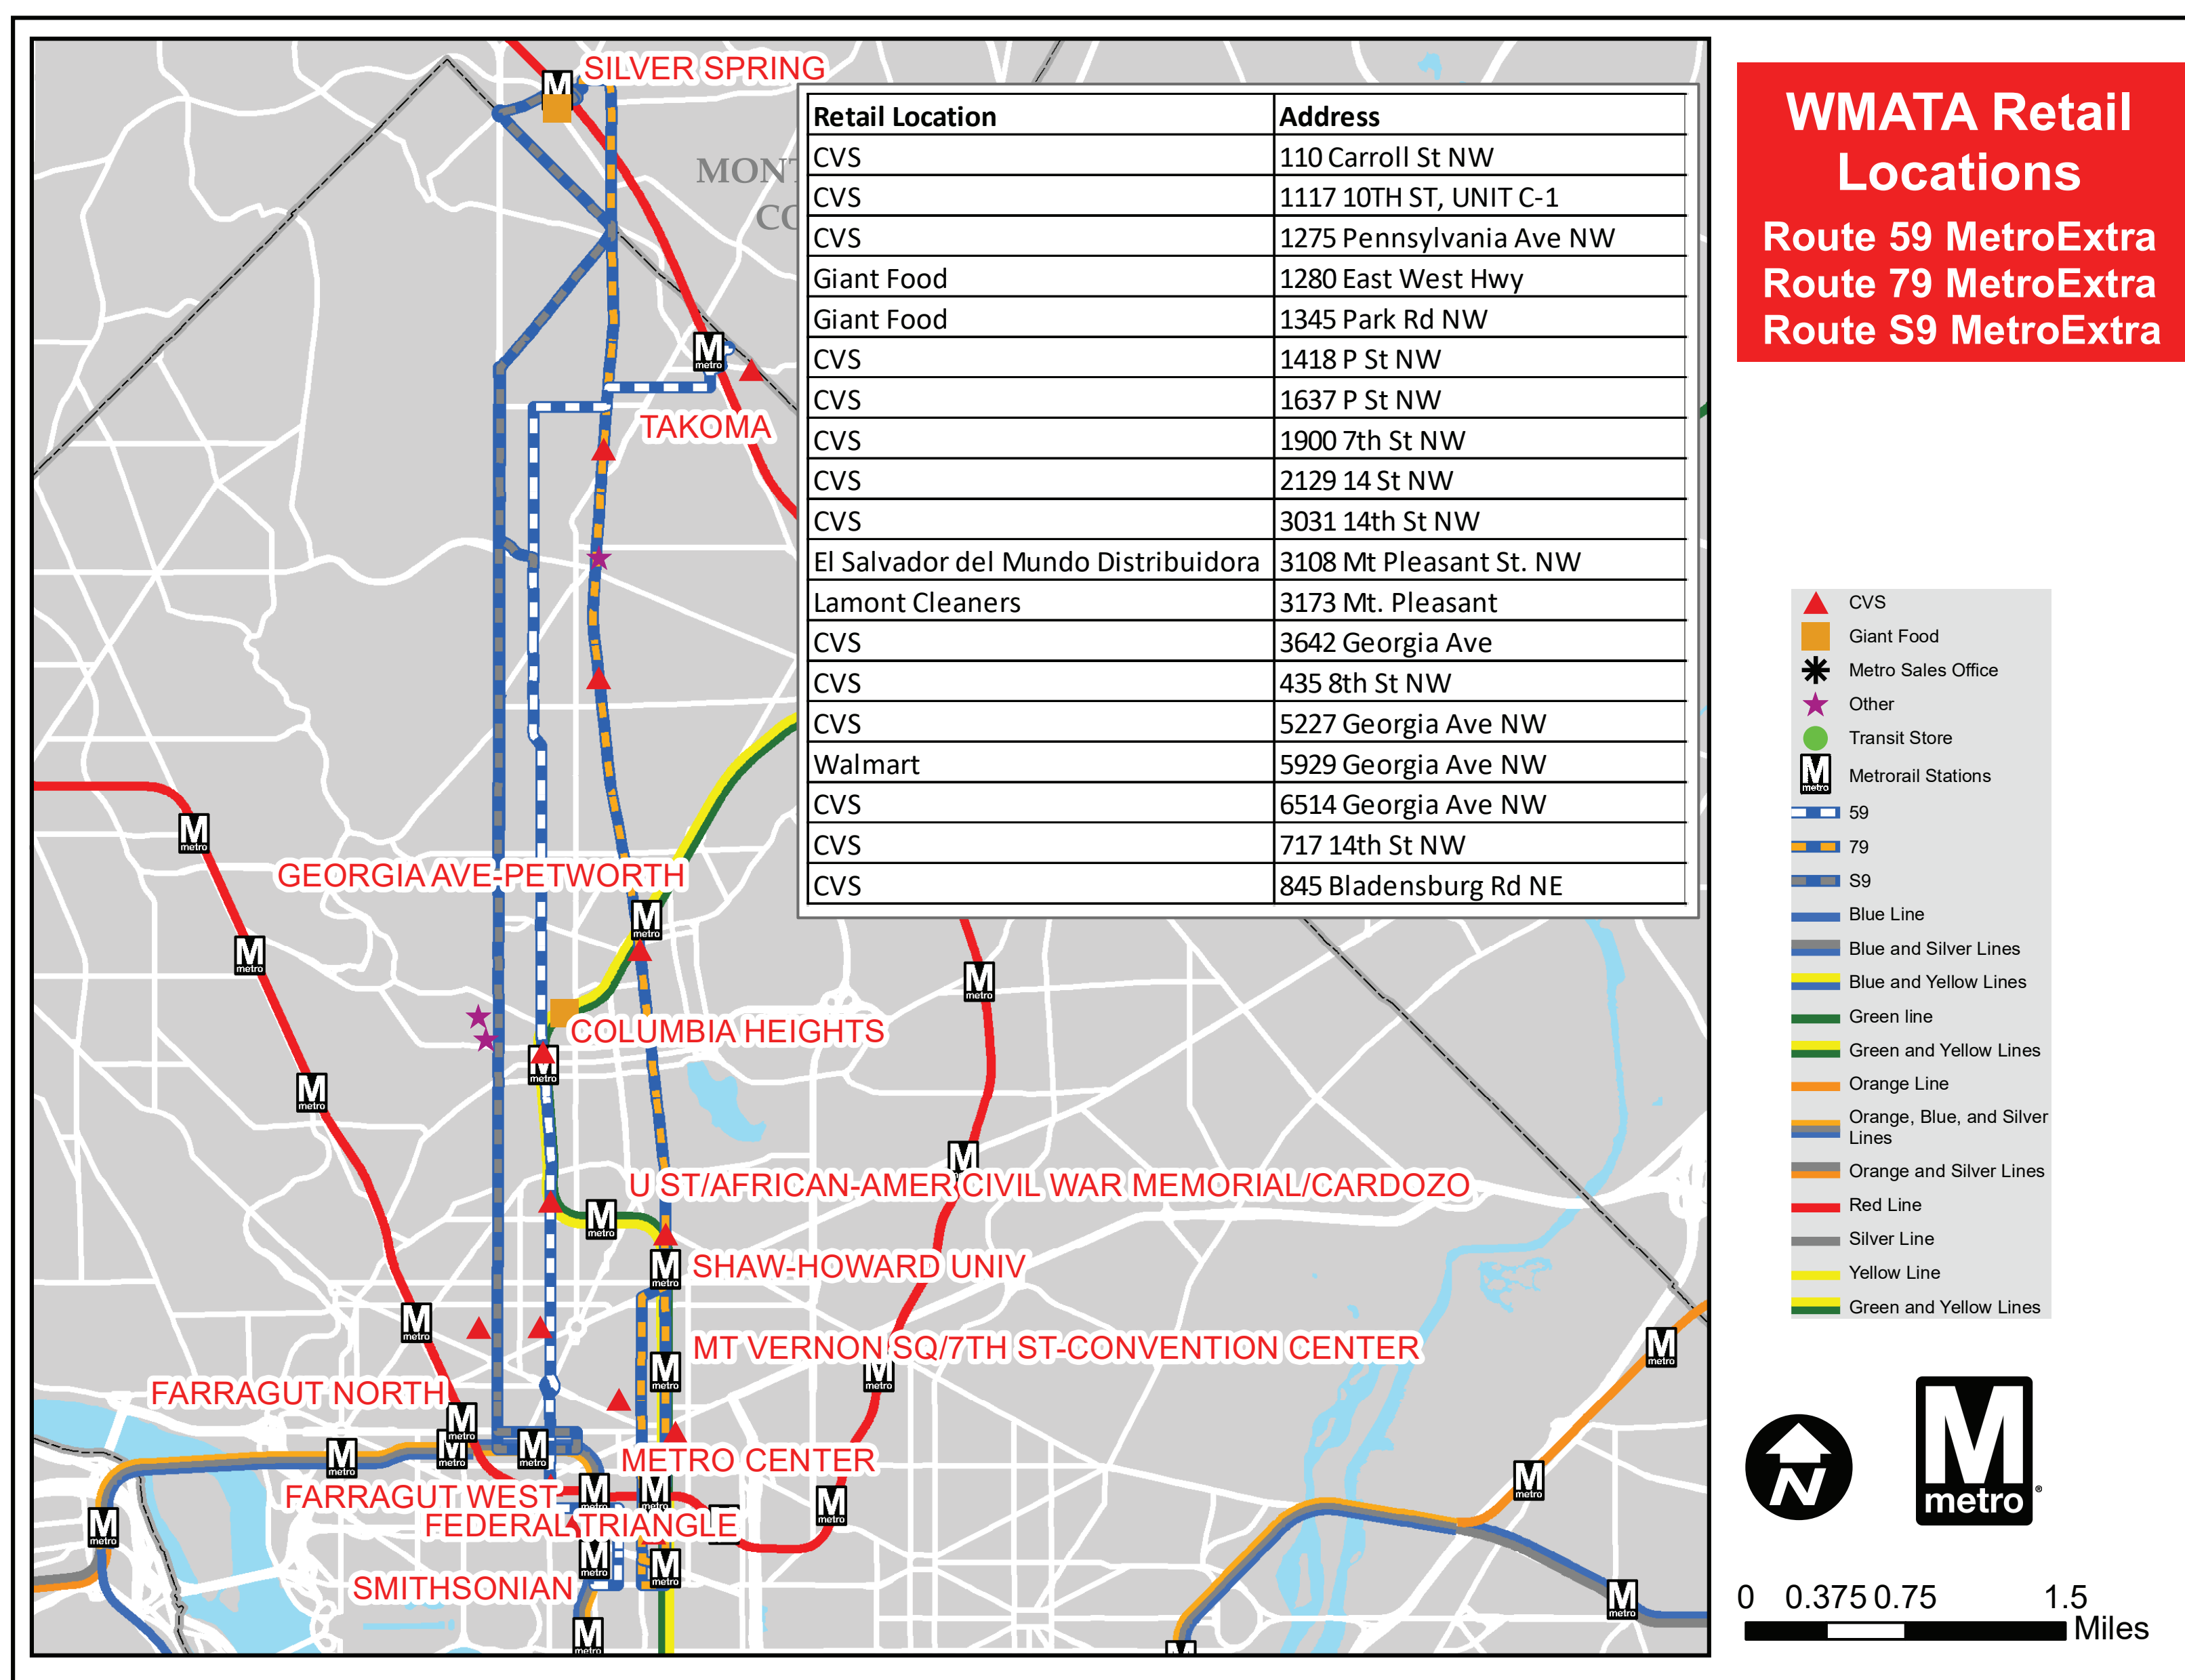 SILVER SPRING
MONT
CO
Retail Location Address
CVS 110 Carroll St NW
CVS 1117 10TH ST, UNIT C-1
CVS 1275 Pennsylvania Ave NW
Giant Food 1280 East West Hwy
Giant Food 1345 Park Rd NW
CVS 1418 P St NW
CVS 1637 P St NW
CVS 1900 7th St NW
CVS 2129 14 St NW
CVS 3031 14th St NW
El Salvador del Mundo Distribuidora 3108 Mt Pleasant St. NW
Lamont Cleaners 3173 Mt. Pleasant
CVS 3642 Georgia Ave
CVS 435 8th St NW
CVS 5227 Georgia Ave NW
Walmart 5929 Georgia Ave NW
CVS 6514 Georgia Ave NW
CVS 717 14th St NW
CVS 845 Bladensburg Rd NE
TAKOMA
GEORGIA AVE-PETWORTH
COLUMBIA HEIGHTS
U ST/AFRICAN-AMER CIVIL WAR MEMORIAL/CARDOZO
SHAW-HOWARD UNIV
MT VERNON SQ/7TH ST-CONVENTION CENTER
FARRAGUT NORTH
METRO CENTER
FARRAGUT WEST
FEDERAL TRIANGLE
SMITHSONIAN
WMATA Retail
Locations
Route 59 MetroExtra
Route 79 MetroExtra
Route S9 MetroExtra
CVS
Giant Food
Metro Sales Office
Other
Transit Store
M metro Metrorail Stations
59
79
S9
Blue Line
Blue and Silver Lines
Blue and Yellow Lines
Green line
Green and Yellow Lines
Orange Line
Orange, Blue, and Silver
Lines
Orange and Silver Lines
Red Line
Silver Line
Yellow Line
Green and Yellow Lines
N
M
metro®
0 0.375 0.75 1.5
Miles